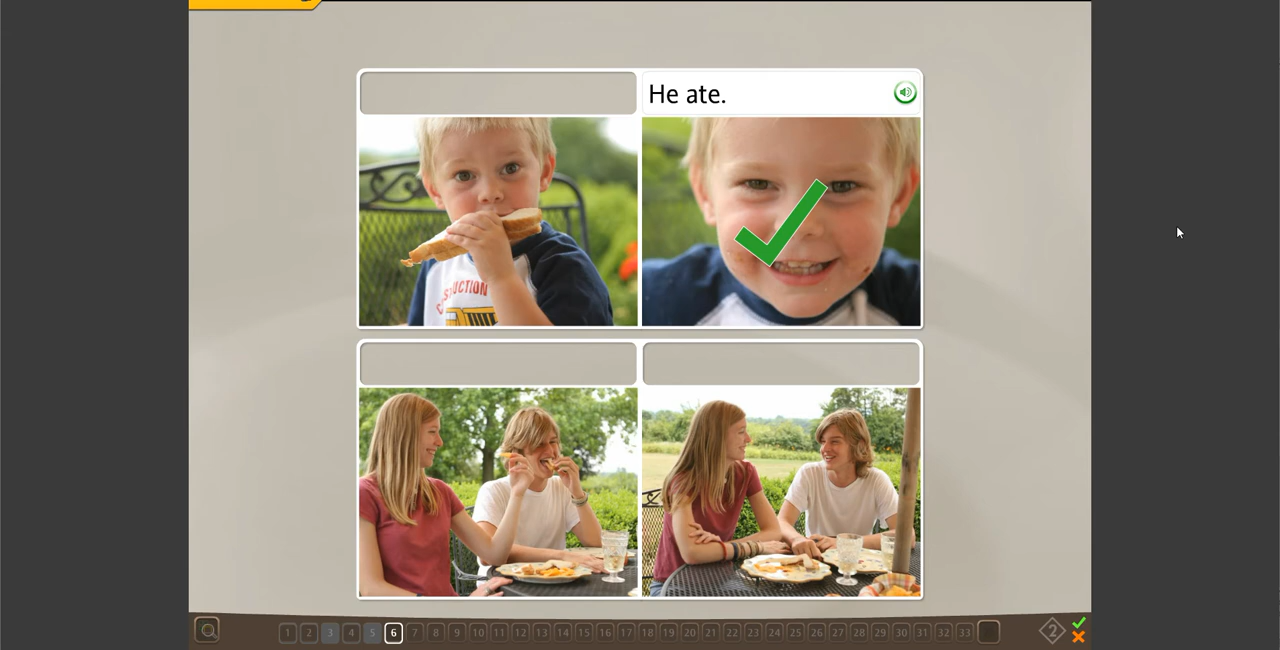 He ate.
STRUCTION
1 2 3 4 5 6 7 8 9 10 11 12 13 14 15 16 17 18 19 20 21 22 23 24 25 26 27 28 29 30 31 32 33
2